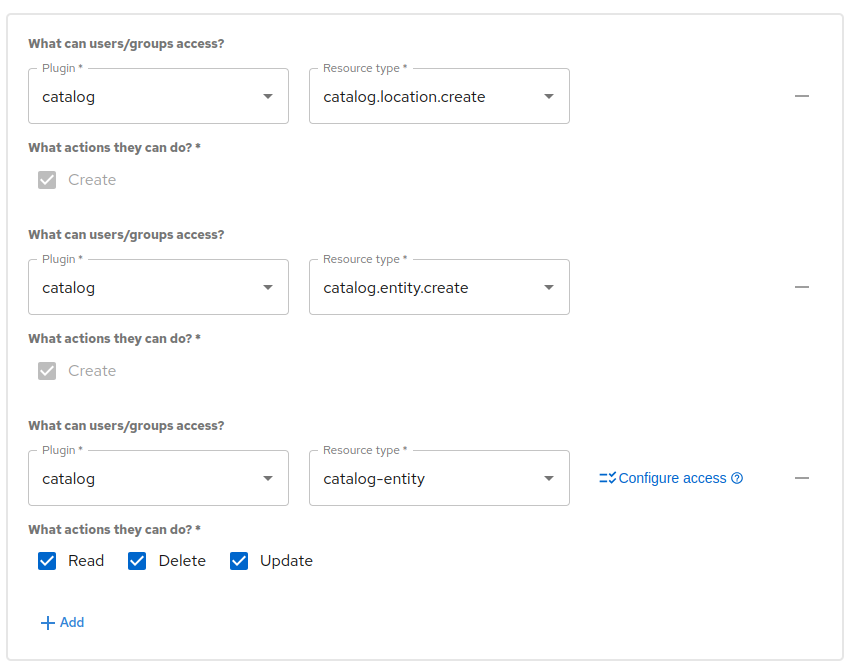 What can users/groups access?
Plugin * Resource type *
catalog catalog.location.create
What actions they can do? *
Create
What can users/groups access?
Plugin * Resource type *
catalog catalog.entity.create
What actions they can do? *
Create
What can users/groups access?
Plugin * Resource type *
catalog catalog-entity Configure access
What actions they can do? *
Read Delete Update
Add